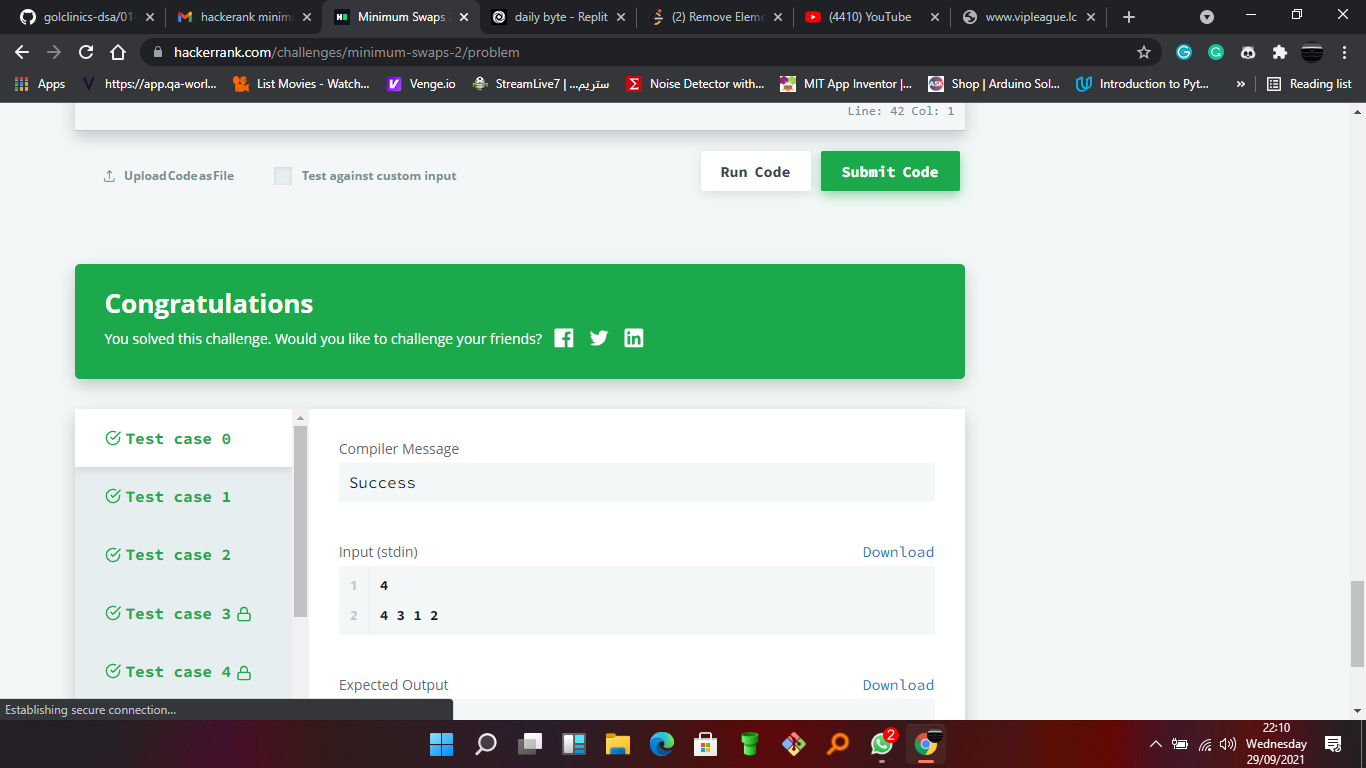 golclinics-dsa/01-
hackerank minim
Minimum Swaps 2
daily byte - Replit
(2) Remove Eleme
(4410) YouTube
www.vipleague.lc
hackerrank.com/challenges/minimum-swaps-2/problem
Apps
https://app.qa-worl...
List Movies - Watch...
Venge.io
StreamLive7 | ستريم...
Noise Detector with...
MIT App Inventor |...
Shop | Arduino Sol...
Introduction to Pyt...
»
Reading list
Line: 42 Col: 1
Upload Code as File
Test against custom input
Run Code
Submit Code
Congratulations
You solved this challenge. Would you like to challenge your friends?
Test case 0
Test case 1
Test case 2
Test case 3
Test case 4
Compiler Message
Success
Input (stdin)
Download
1 4
2 4 3 1 2
Expected Output
Download
Establishing secure connection...
2
22:10
Wednesday
29/09/2021